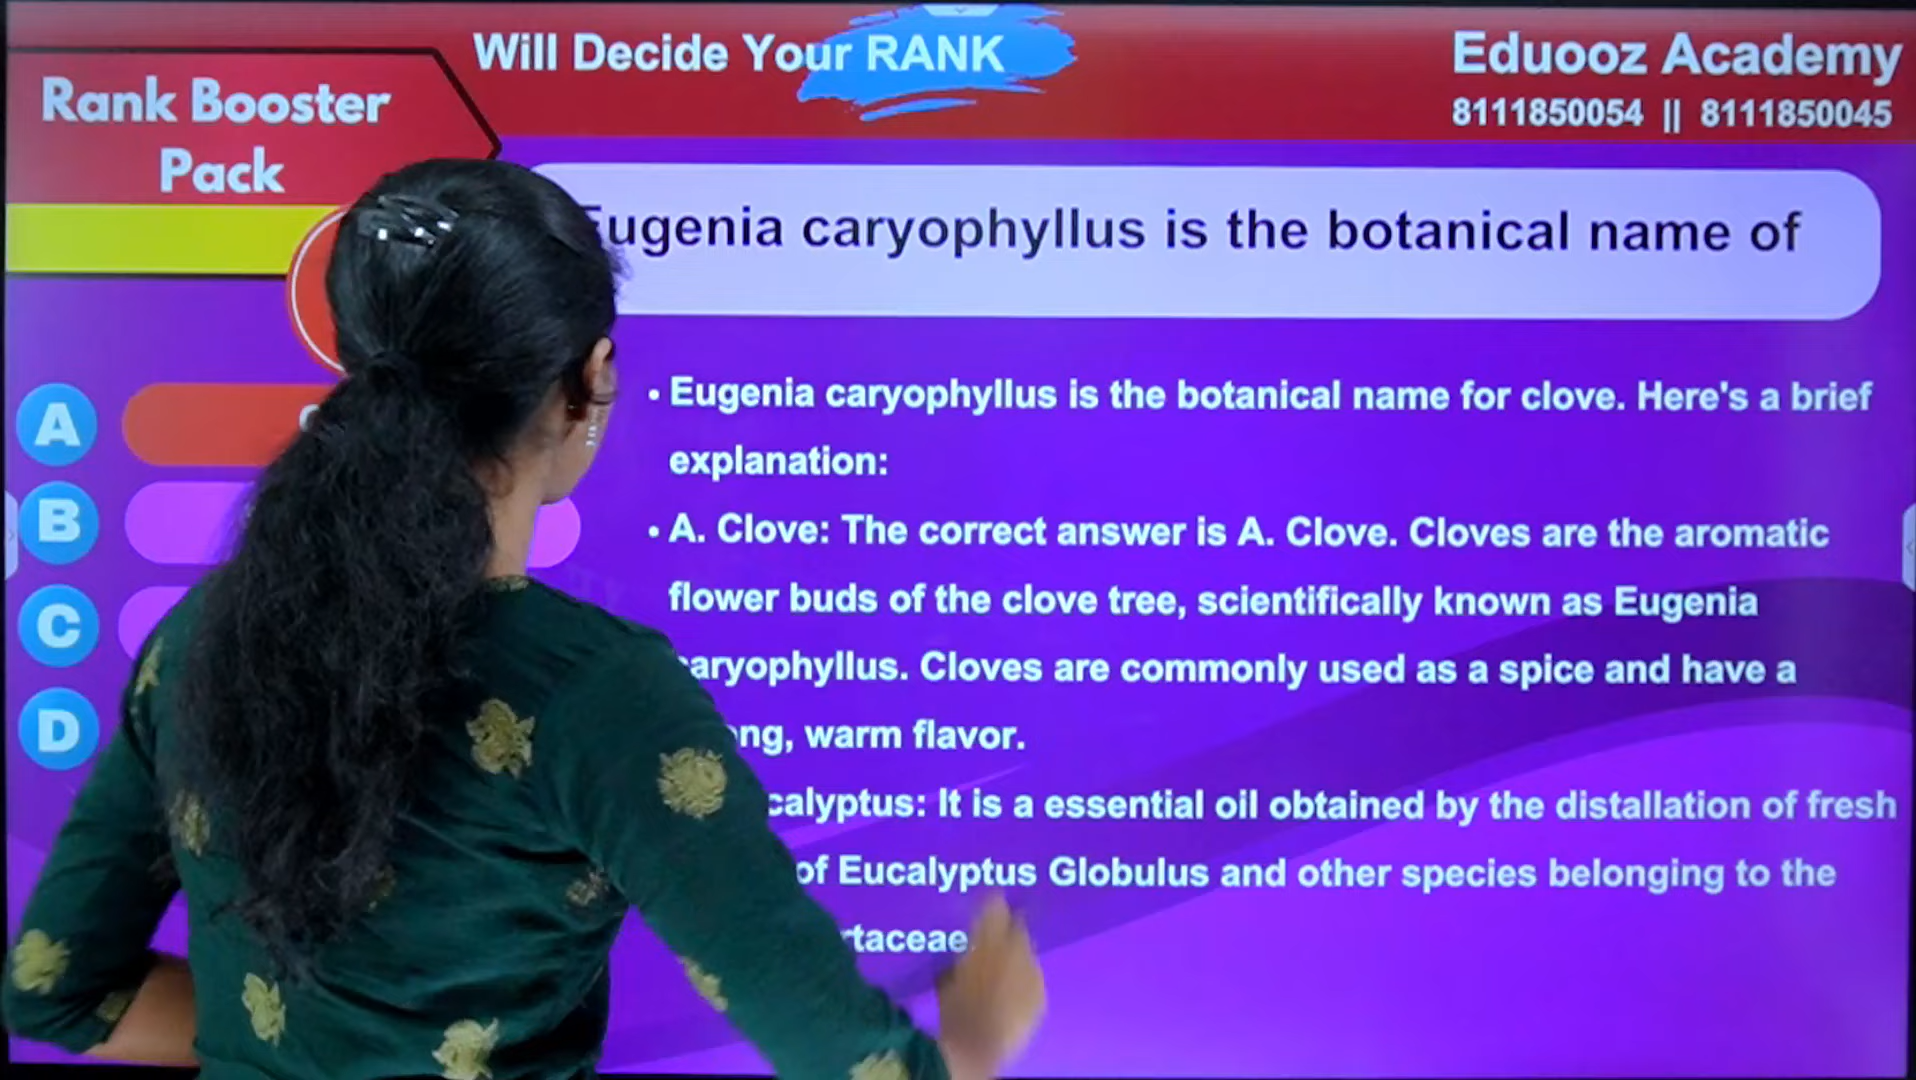 Will Decide Your RANK
Eduooz Academy
8111850054 || 8111850045
Rank Booster
Pack
Eugenia caryophyllus is the botanical name of
A
B
C
D
• Eugenia caryophyllus is the botanical name for clove. Here's a brief
explanation:
• A. Clove: The correct answer is A. Clove. Cloves are the aromatic
flower buds of the clove tree, scientifically known as Eugenia
aryophyllus. Cloves are commonly used as a spice and have a
ng, warm flavor.
calyptus: It is a essential oil obtained by the distallation of fresh
of Eucalyptus Globulus and other species belonging to the
rtaceae.